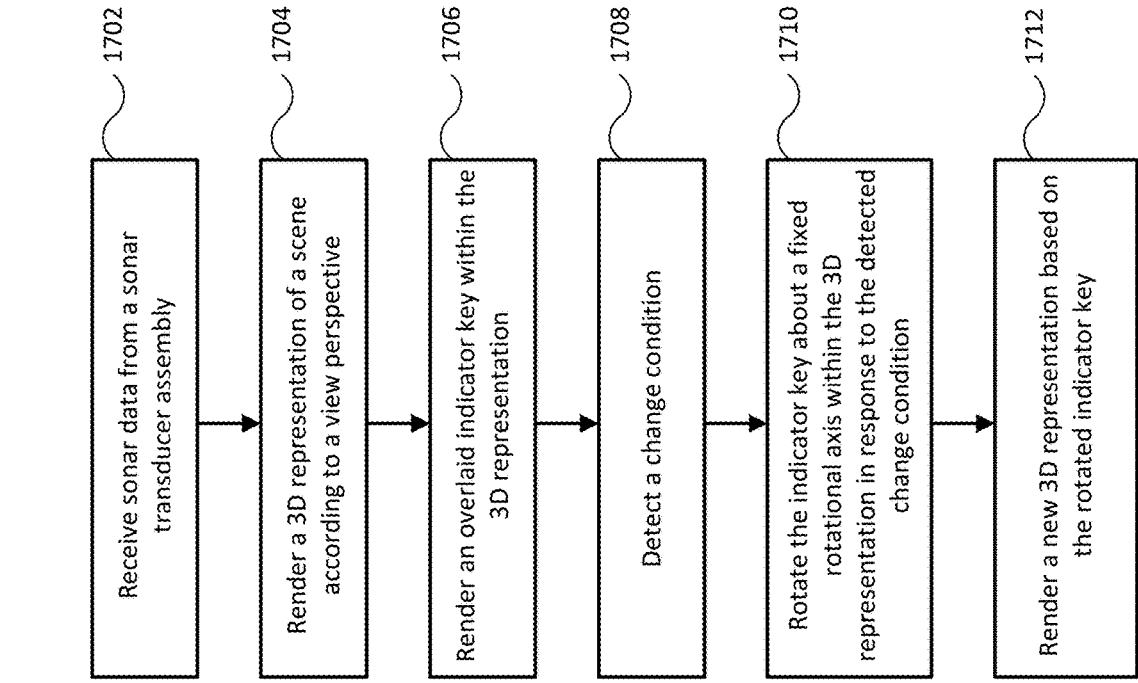 1702
Receive sonar data from a sonar
transducer assembly
1704
Render a 3D representation of a scene
according to a view perspective
1706
Render an overlaid indicator key within the
3D representation
1708
Detect a change condition
1710
Rotate the indicator key about a fixed
rotational axis within the 3D
representation in response to the detected
change condition
1712
Render a new 3D representation based on
the rotated indicator key